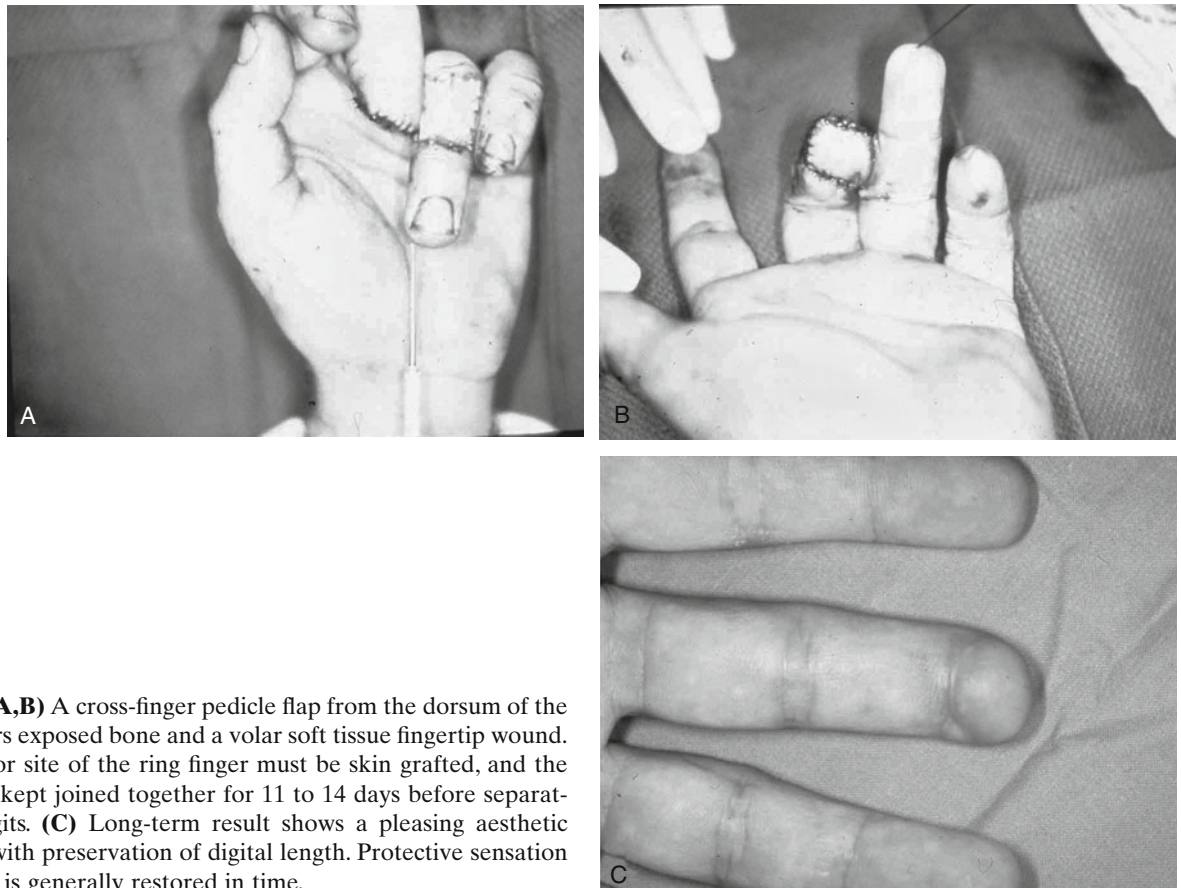 A
B
C
A,B) A cross-finger pedicle flap from the dorsum of the
rs exposed bone and a volar soft tissue fingertip wound.
or site of the ring finger must be skin grafted, and the
kept joined together for 11 to 14 days before separat-
gits. (C) Long-term result shows a pleasing aesthetic
with preservation of digital length. Protective sensation
is generally restored in time.